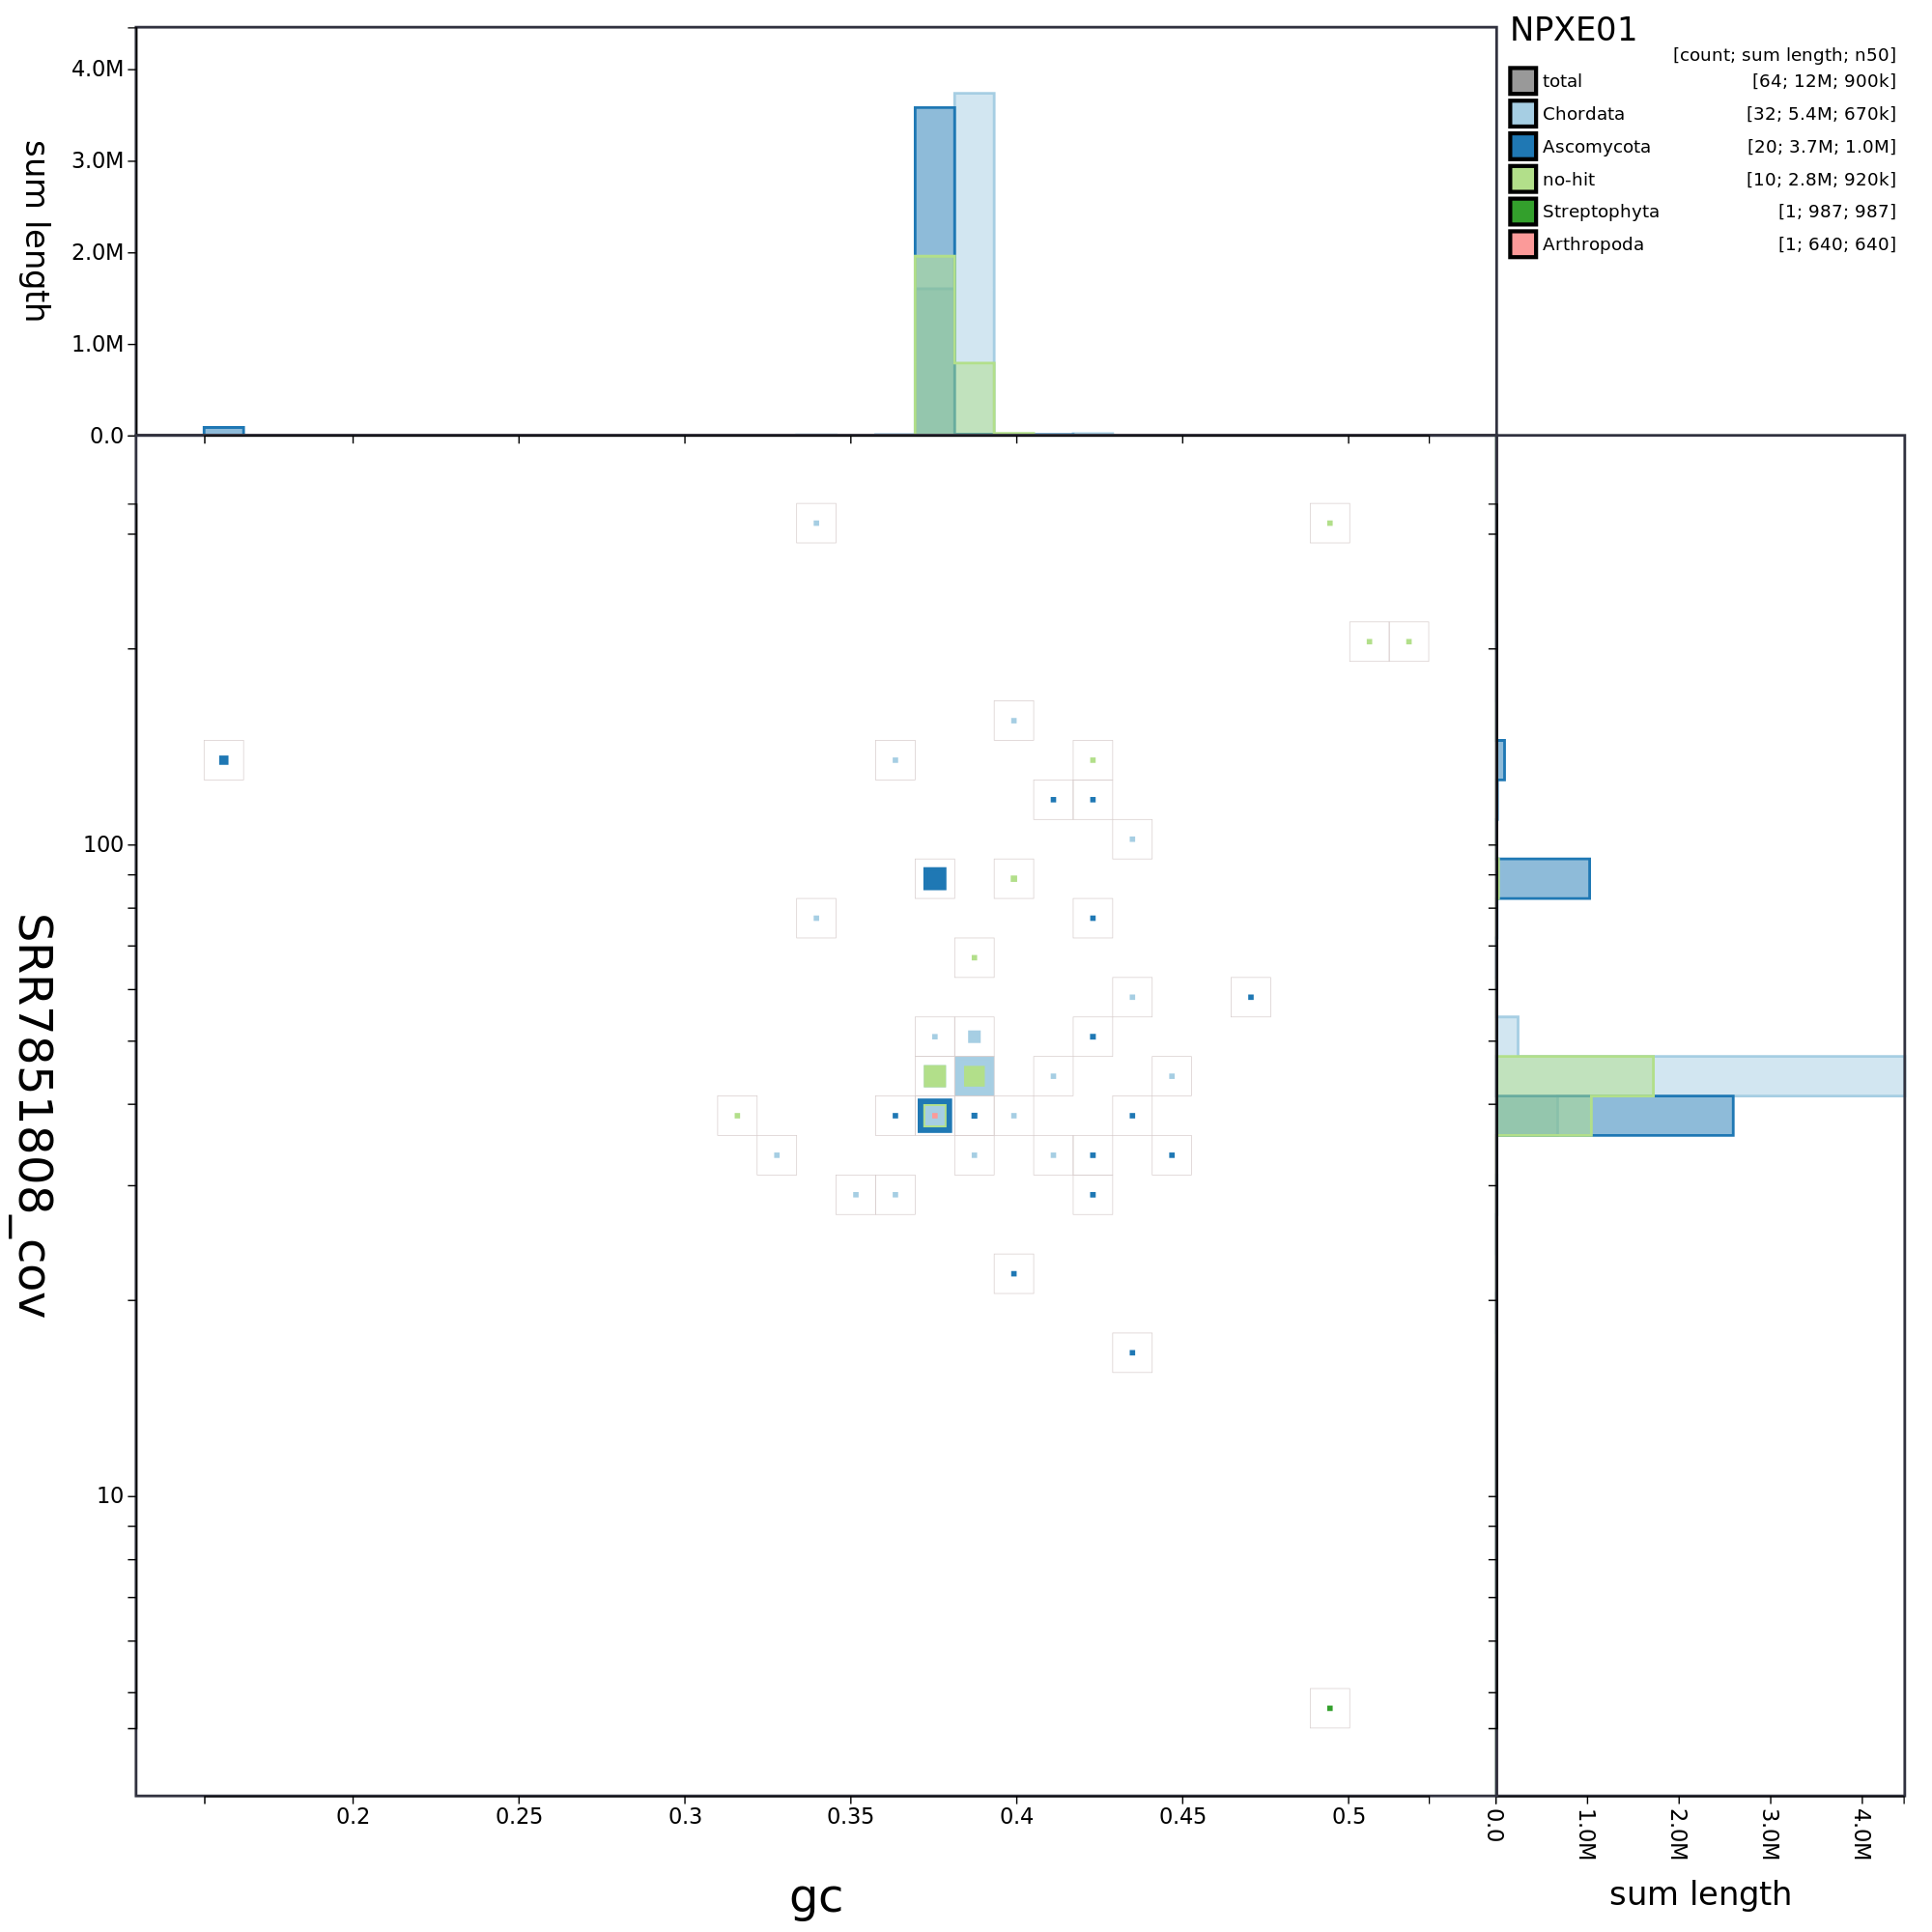 NPXE01
[count; sum length; n50]
total [64; 12M; 900k]
Chordata [32; 5.4M; 670k]
Ascomycota [20; 3.7M; 1.0M]
no-hit [10; 2.8M; 920k]
Streptophyta [1; 987; 987]
Arthropoda [1; 640; 640]
sum length
4.0M
3.0M
2.0M
1.0M
0.0
SRR7851808_cov
100
10
0.2 0.25 0.3 0.35 0.4 0.45 0.5
gc
0.0 1.0M 2.0M 3.0M 4.0M
sum length